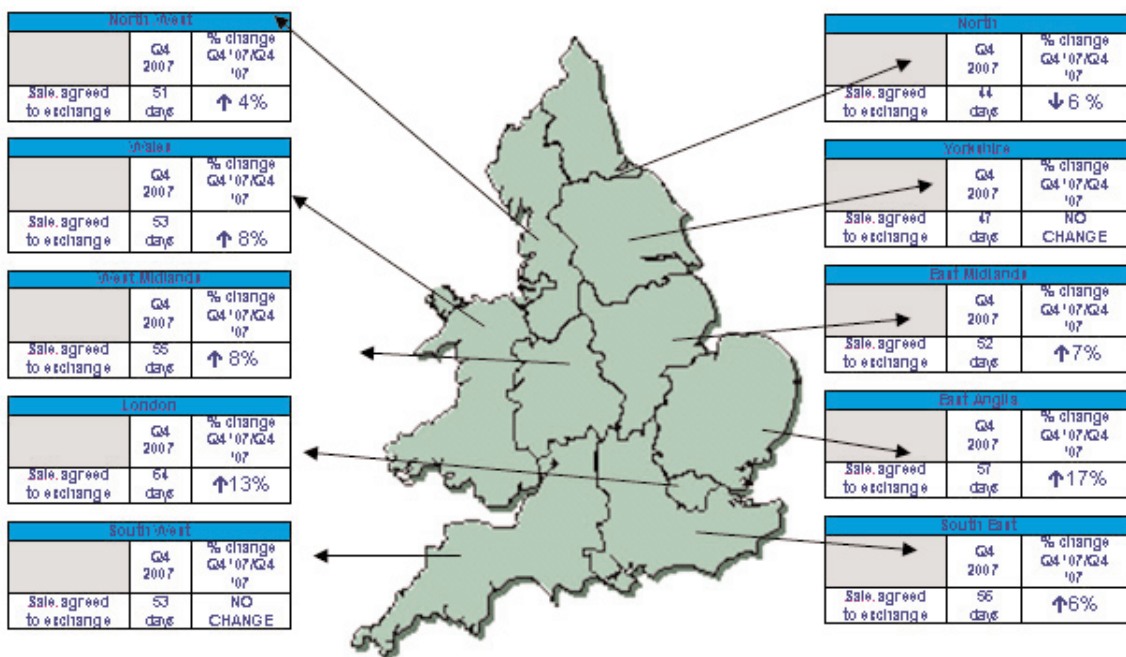 North West
Q4 2007
% change Q4 '07/Q4 '07
Sale agreed to exchange
51 days
↑ 4%
Wales
Q4 2007
% change Q4 '07/Q4 '07
Sale agreed to exchange
53 days
↑ 8%
West Midlands
Q4 2007
% change Q4 '07/Q4 '07
Sale agreed to exchange
55 days
↑ 8%
London
Q4 2007
% change Q4 '07/Q4 '07
Sale agreed to exchange
64 days
↑13%
South West
Q4 2007
% change Q4 '07/Q4 '07
Sale agreed to exchange
53 days
NO CHANGE
North
Q4 2007
% change Q4 '07/Q4 '07
Sale agreed to exchange
44 days
↓6 %
Yorkshire
Q4 2007
% change Q4 '07/Q4 '07
Sale agreed to exchange
47 days
NO CHANGE
East Midlands
Q4 2007
% change Q4 '07/Q4 '07
Sale agreed to exchange
52 days
↑7%
East Anglia
Q4 2007
% change Q4 '07/Q4 '07
Sale agreed to exchange
57 days
↑17%
South East
Q4 2007
% change Q4 '07/Q4 '07
Sale agreed to exchange
56 days
↑6%